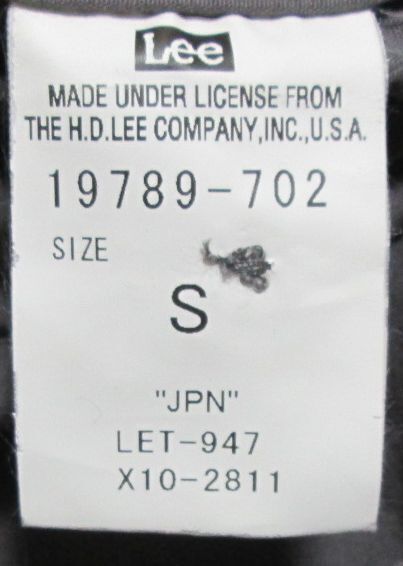 Lee
MADE UNDER LICENSE FROM
THE H.D.LEE COMPANY,INC.,U.S.A.
19789-702
SIZE
S
"JPN"
LET-947
X10-2811